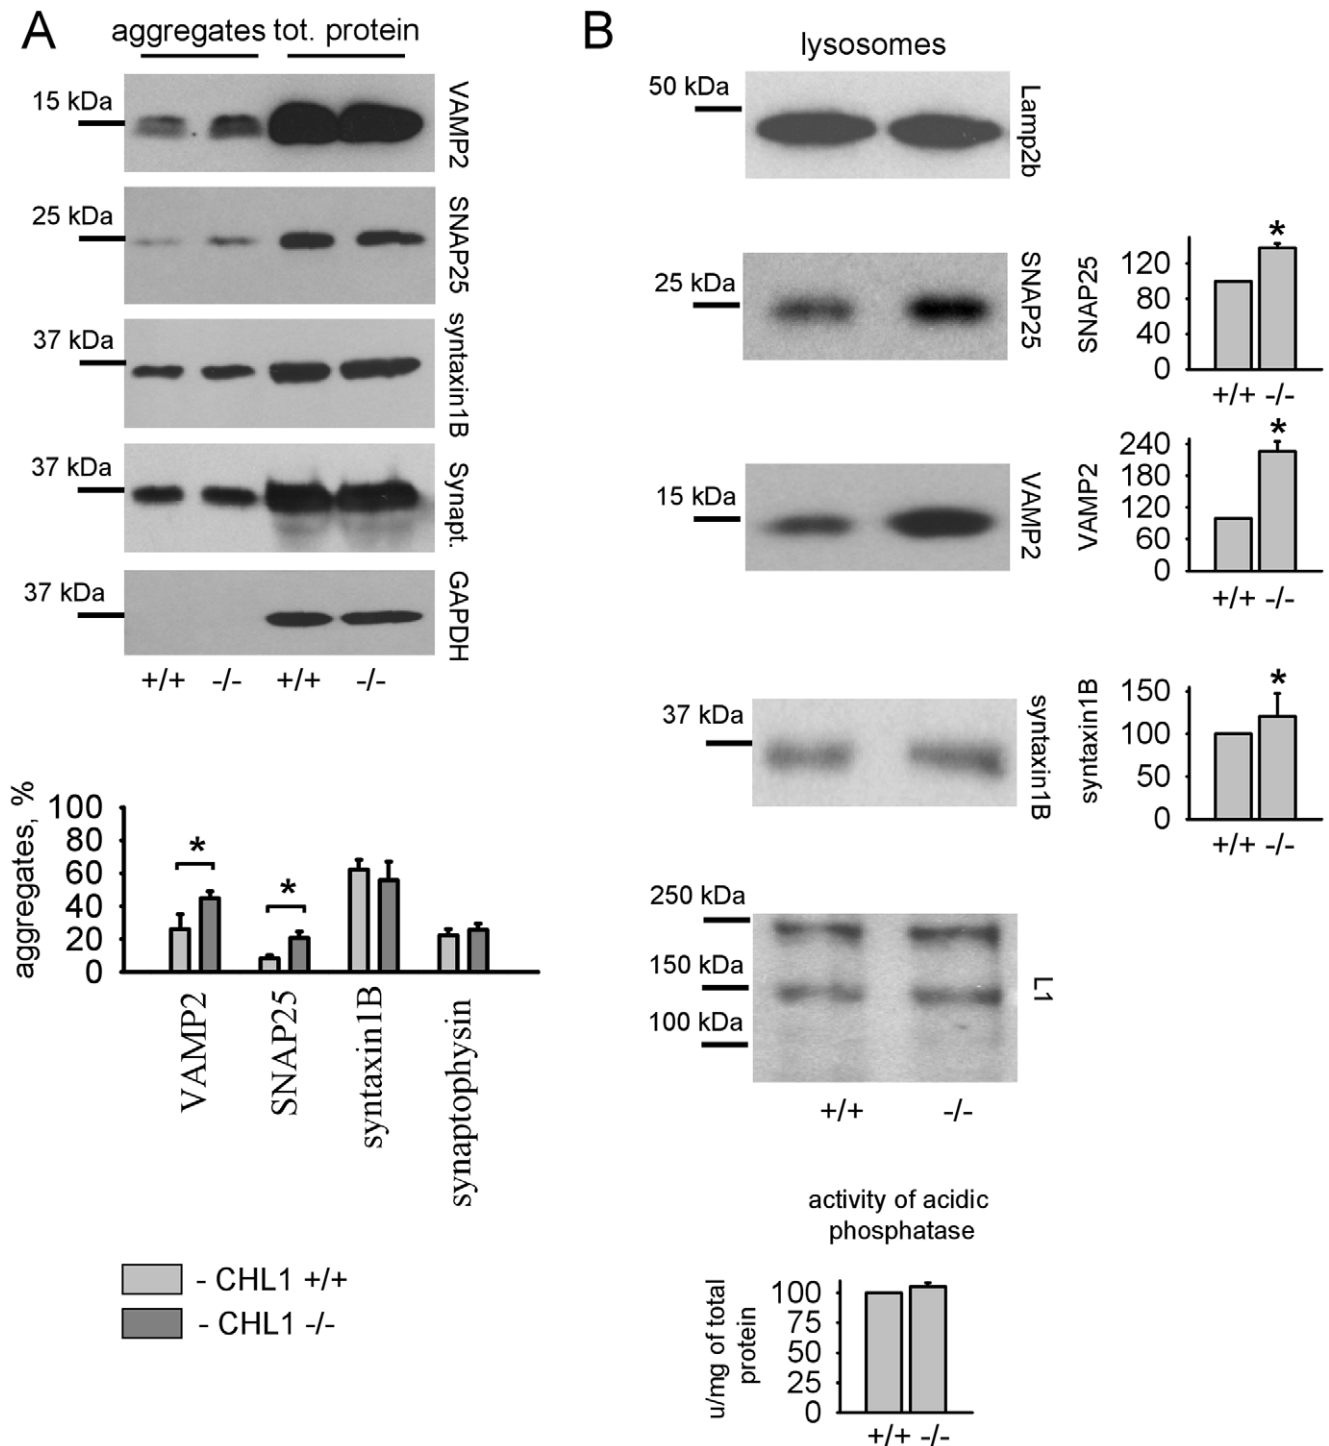 A
aggregates tot. protein
15 kDa
VAMP2
25 kDa
SNAP25
37 kDa
syntaxin1B
37 kDa
Synapt.
37 kDa
GAPDH
+/+ -/- +/+ -/-
aggregates, %
100
80
60
40
20
0
*
*
VAMP2
SNAP25
syntaxin1B
synaptophysin
- CHL1 +/+
- CHL1 -/-
B
lysosomes
50 kDa
Lamp2b
25 kDa
SNAP25
SNAP25
120
80
40
0
*
+/+ -/-
15 kDa
VAMP2
VAMP2
240
180
120
60
0
*
+/+ -/-
37 kDa
syntaxin1B
syntaxin1B
150
100
50
0
*
+/+ -/-
250 kDa
150 kDa
100 kDa
L1
+/+ -/-
activity of acidic
phosphatase
u/mg of total
protein
100
75
50
25
0
+/+ -/-